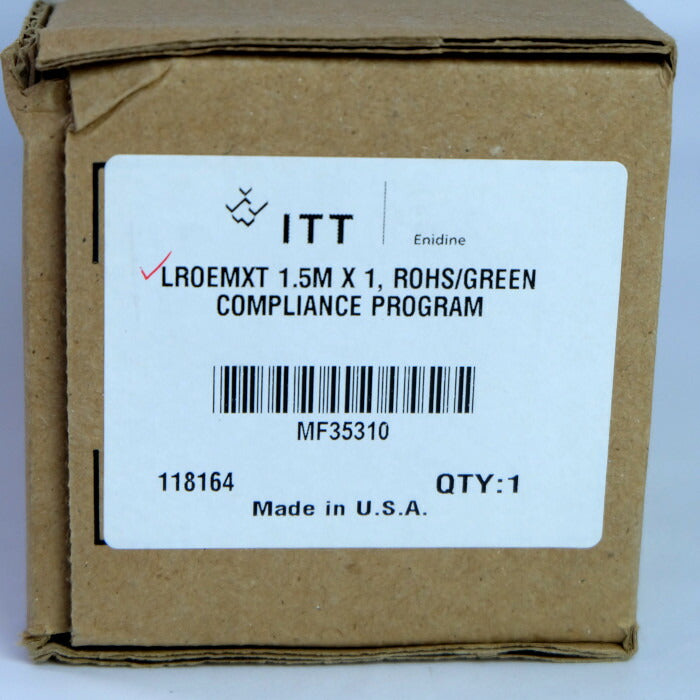 ITT
Enidine
LROEMXT 1.5M X 1, ROHS/GREEN
COMPLIANCE PROGRAM
MF35310
118164 QTY:1
Made in U.S.A.